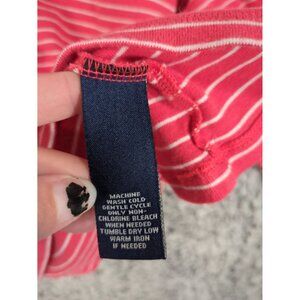 MACHINE
WASH COLD
GENTLE CYCLE
ONLY NON-
CHLORINE BLEACH
WHEN NEEDED
TUMBLE DRY LOW
WARM IRON
IF NEEDED